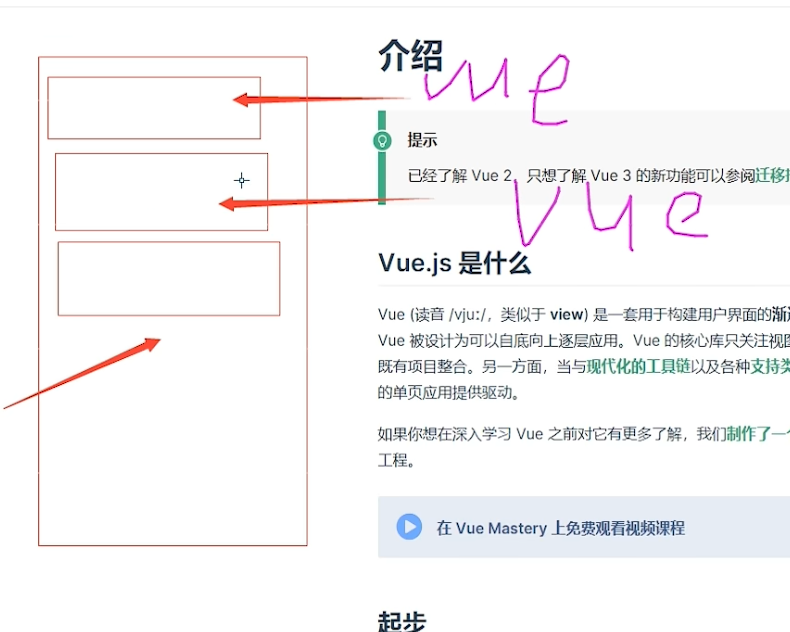 介绍
vue
提示
已经了解 Vue 2，只想了解 Vue 3 的新功能可以参阅迁移
vue
Vue.js 是什么
Vue (读音 /vjuː/，类似于 view) 是一套用于构建用户界面的渐
Vue 被设计为可以自底向上逐层应用。Vue 的核心库只关注视
既有项目整合。另一方面，当与现代化的工具链以及各种支持类
的单页应用提供驱动。
如果你想在深入学习 Vue 之前对它有更多了解，我们制作了一个
工程。
在 Vue Mastery 上免费观看视频课程
起步